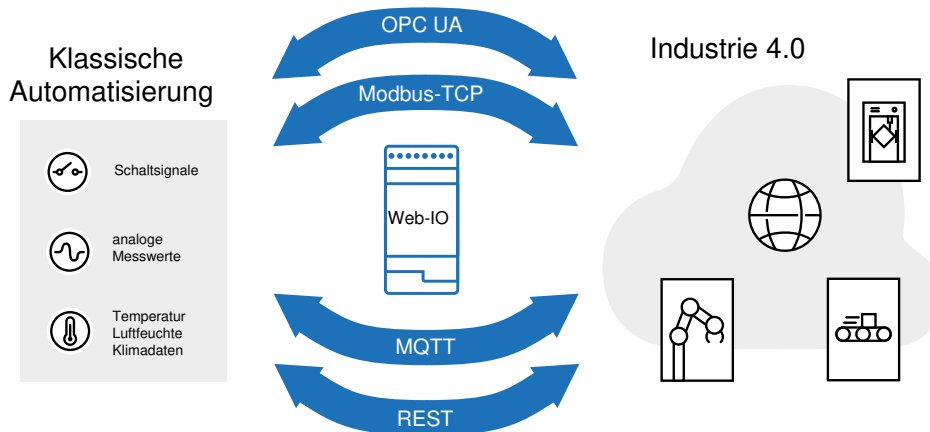 Klassische
Automatisierung
Schaltsignale
analoge
Messwerte
Temperatur
Luftfeuchte
Klimadaten
OPC UA
Modbus-TCP
Web-IO
MQTT
REST
Industrie 4.0